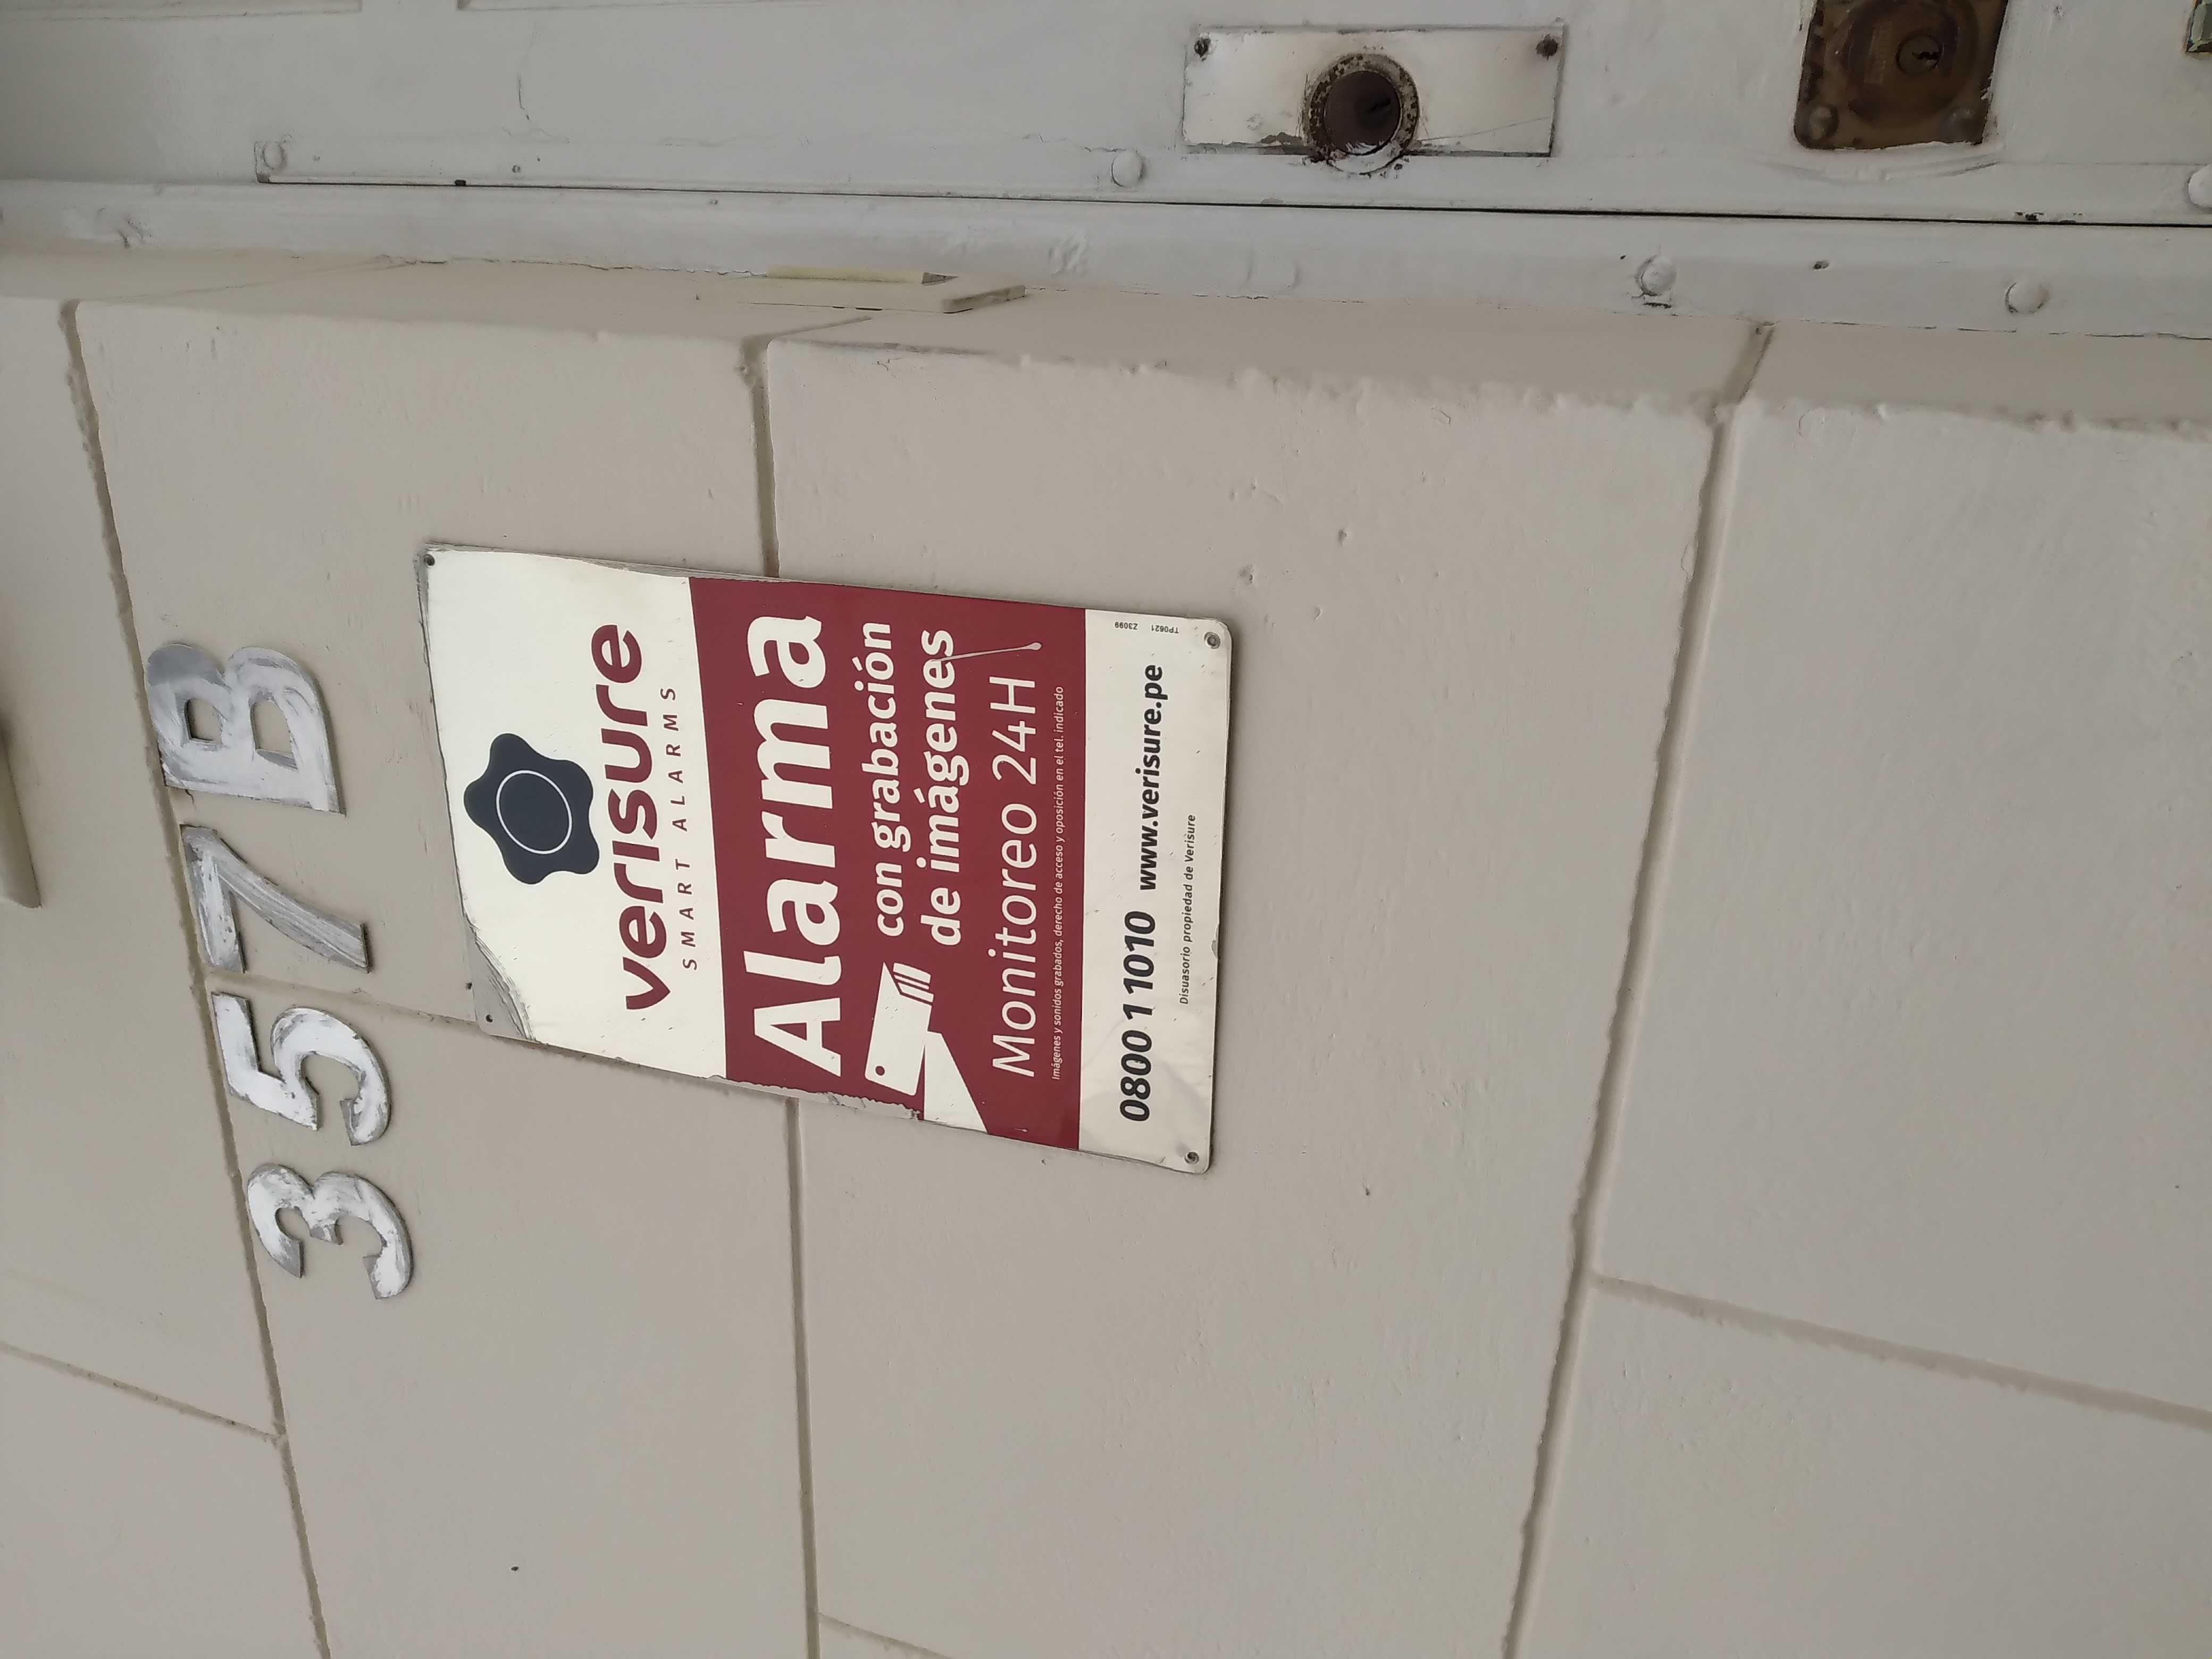 357B
verisure
SMART ALARMS
Alarma
con grabación
de imágenes
Monitoreo 24H
Imágenes y sonidos grabados, derecho de acceso y oposición en el tel. indicado
0800 1 1010 www.verisure.pe
Disuasorio propiedad de Verisure
Z3099 TP0621